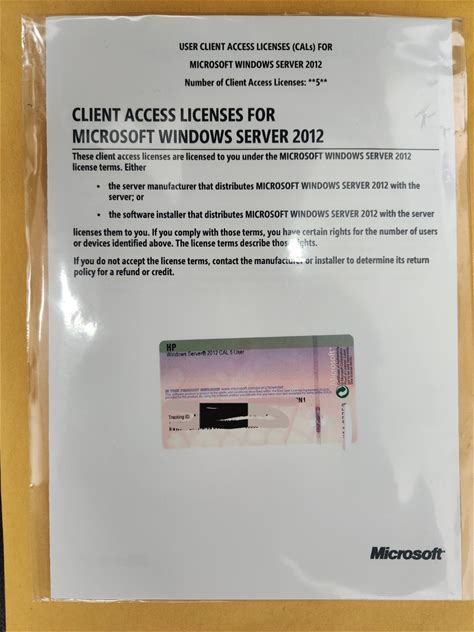 USER CLIENT ACCESS LICENSES (CALs) FOR
MICROSOFT WINDOWS SERVER 2012
Number of Client Access Licenses: **5**
CLIENT ACCESS LICENSES FOR
MICROSOFT WINDOWS SERVER 2012
These client access licenses are licensed to you under the MICROSOFT WINDOWS SERVER 2012
license terms. Either
• the server manufacturer that distributes MICROSOFT WINDOWS SERVER 2012 with the
server; or
• the software installer that distributes MICROSOFT WINDOWS SERVER 2012 with the server
licenses them to you. If you comply with those terms, you have certain rights for the number of users
or devices identified above. The license terms describe those rights.
If you do not accept the license terms, contact the manufacturer or installer to determine its return
policy for a refund or credit.
HP
Windows Server® 2012 CAL 5 User
Microsoft
N1
Tracking ID
Microsoft